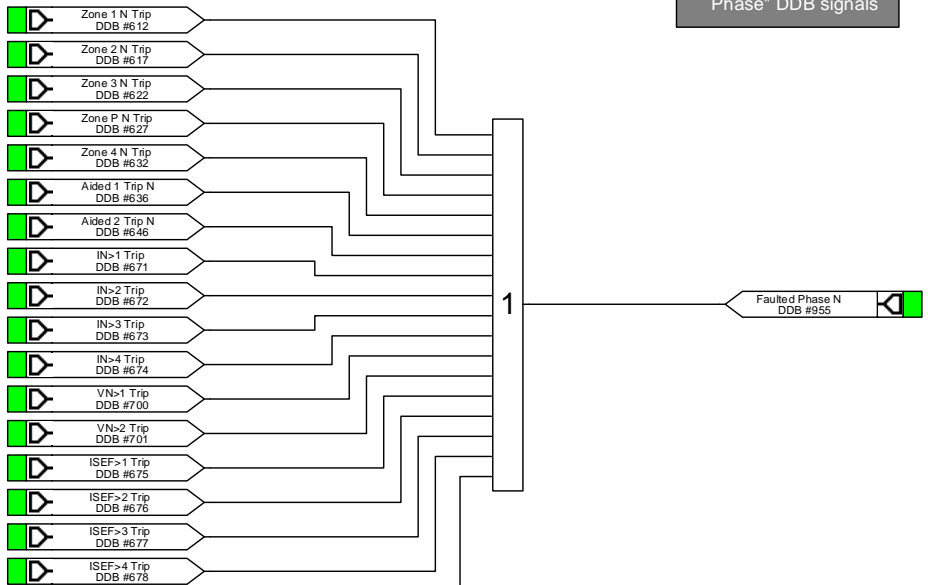 Phase" DDB signals
Zone 1 N Trip
DDB #612
Zone 2 N Trip
DDB #617
Zone 3 N Trip
DDB #622
Zone P N Trip
DDB #627
Zone 4 N Trip
DDB #632
Aided 1 Trip N
DDB #636
Aided 2 Trip N
DDB #646
IN>1 Trip
DDB #671
IN>2 Trip
DDB #672
IN>3 Trip
DDB #673
IN>4 Trip
DDB #674
VN>1 Trip
DDB #700
VN>2 Trip
DDB #701
ISEF>1 Trip
DDB #675
ISEF>2 Trip
DDB #676
ISEF>3 Trip
DDB #677
ISEF>4 Trip
DDB #678
1
Faulted Phase N
DDB #955